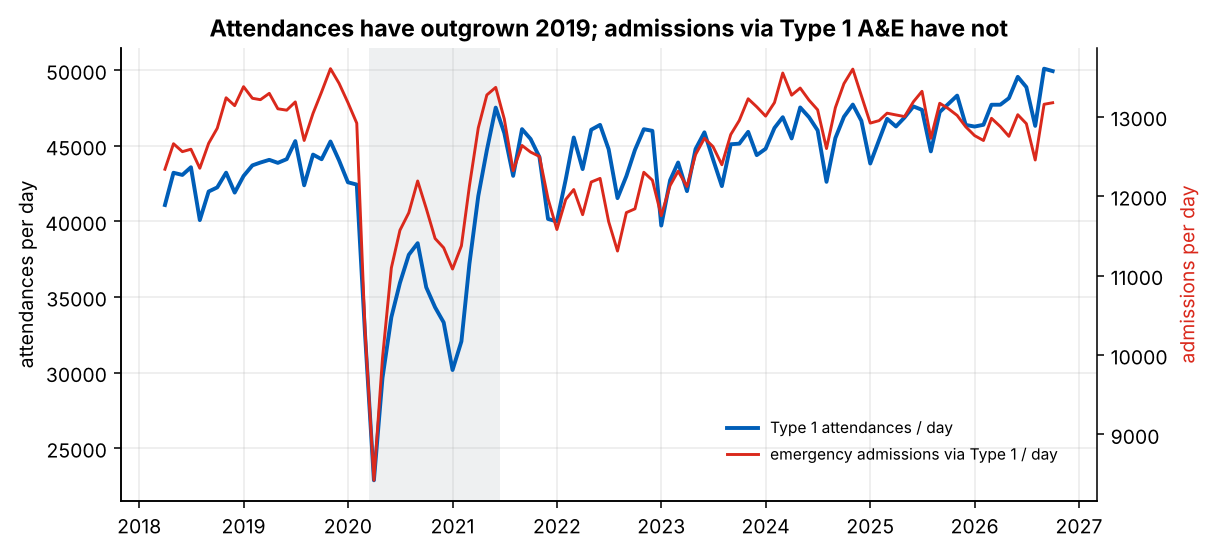 Attendances have outgrown 2019; admissions via Type 1 A&E have not
attendances per day
50000
45000
40000
35000
30000
25000
13000
12000
11000
10000
9000
admissions per day
Type 1 attendances / day
emergency admissions via Type 1 / day
2018 2019 2020 2021 2022 2023 2024 2025 2026 2027